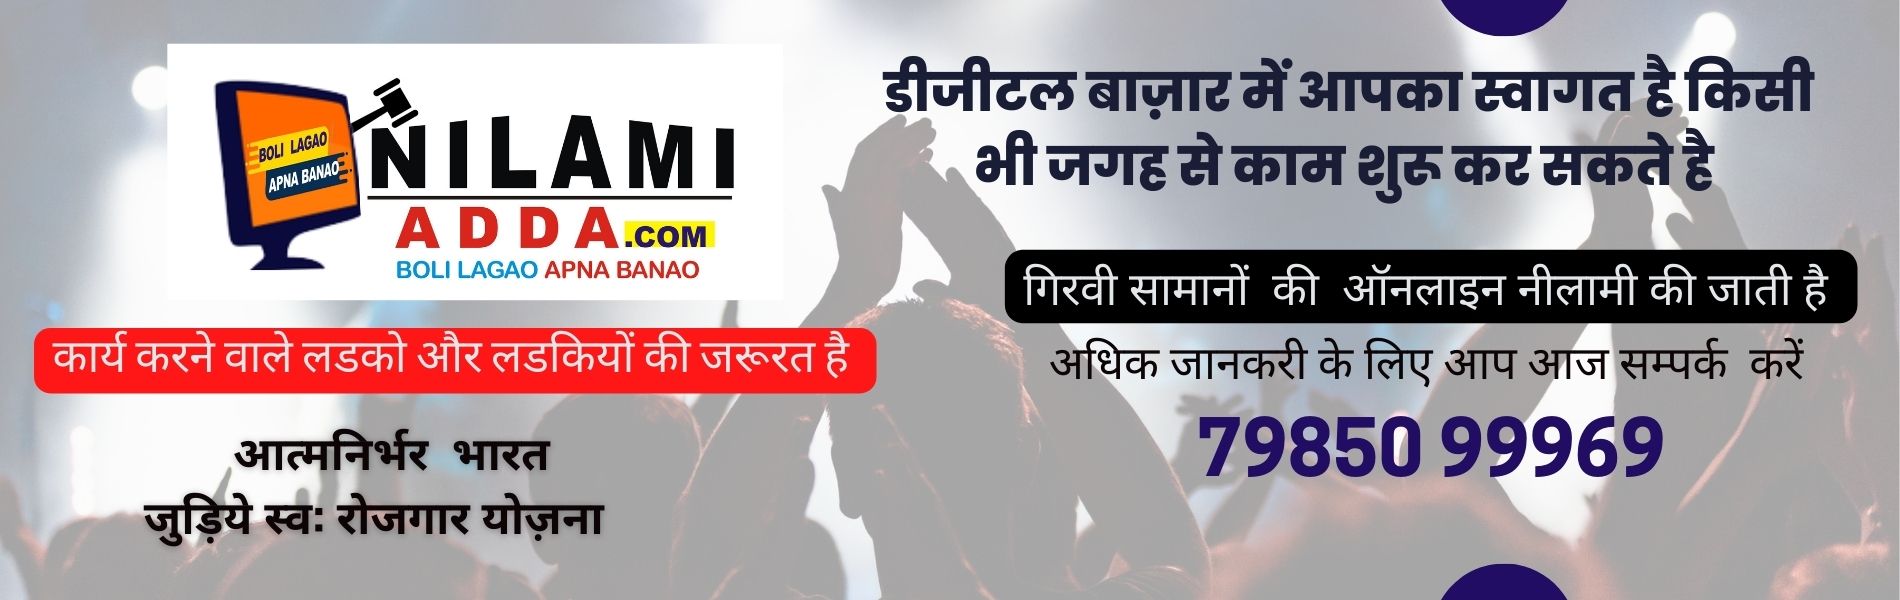 BOLI LAGAO
APNA BANAO
NILAMI
ADDA.COM
BOLI LAGAO APNA BANAO
कार्य करने वाले लडको और लडकियों की जरूरत है
आत्मनिर्भर भारत
जुड़िये स्व: रोजगार योज़ना
डीजीटल बाज़ार में आपका स्वागत है किसी
भी जगह से काम शुरू कर सकते है
गिरवी सामानों की ऑनलाइन नीलामी की जाती है
अधिक जानकरी के लिए आप आज सम्पर्क करें
79850 99969